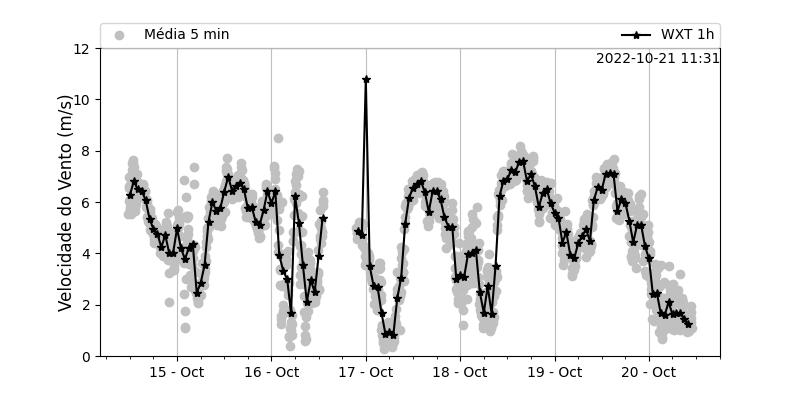 Média 5 min
WXT 1h
2022-10-21 11:31
Velocidade do Vento (m/s)
12
10
8
6
4
2
0
15 - Oct
16 - Oct
17 - Oct
18 - Oct
19 - Oct
20 - Oct